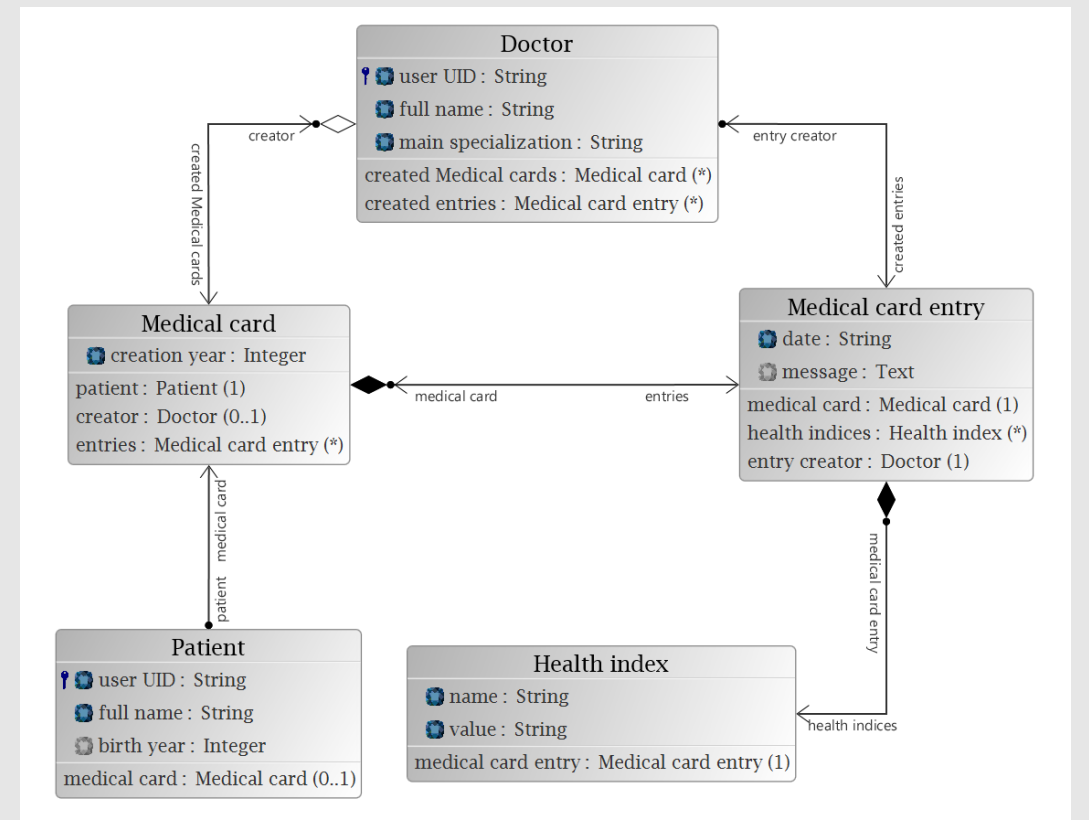 Doctor
user UID : String
full name : String
main specialization : String
created Medical cards : Medical card (*)
created entries : Medical card entry (*)
creator
entry creator
created Medical cards
created entries
Medical card
creation year : Integer
patient : Patient (1)
creator : Doctor (0..1)
entries : Medical card entry (*)
medical card
entries
Medical card entry
date : String
message : Text
medical card : Medical card (1)
health indices : Health index (*)
entry creator : Doctor (1)
medical card
patient
medical card entry
health indices
Patient
user UID : String
full name : String
birth year : Integer
medical card : Medical card (0..1)
Health index
name : String
value : String
medical card entry : Medical card entry (1)